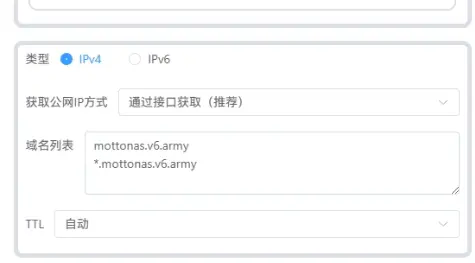 类型 IPv4 IPv6
获取公网IP方式 通过接口获取（推荐）
域名列表 mottonas.v6.army
*.mottonas.v6.army
TTL 自动